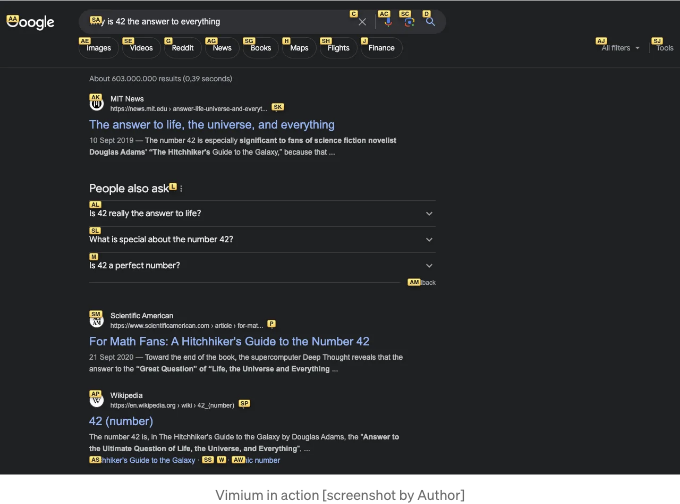 AA oogle
SA y is 42 the answer to everything C AC SC D
AE Images SE Videos G Reddit AG News SG Books H Maps SH Flights J Finance AJ All filters SJ Tools
About 603.000.000 results (0,39 seconds)
AK MIT News
https://news.mit.edu › answer-life-universe-and-everyt... SK
The answer to life, the universe, and everything
10 Sept 2019 — The number 42 is especially significant to fans of science fiction novelist
Douglas Adams' "The Hitchhiker's Guide to the Galaxy," because that ...
People also ask L
AL
Is 42 really the answer to life?
SL
What is special about the number 42?
M
Is 42 a perfect number?
AM back
SM Scientific American
https://www.scientificamerican.com › article › for-mat... P
For Math Fans: A Hitchhiker's Guide to the Number 42
21 Sept 2020 — Toward the end of the book, the supercomputer Deep Thought reveals that the
answer to the "Great Question" of "Life, the Universe and Everything ...
AP Wikipedia
https://en.wikipedia.org › wiki › 42_(number) SP
42 (number)
The number 42 is, in The Hitchhiker's Guide to the Galaxy by Douglas Adams, the "Answer to
the Ultimate Question of Life, the Universe, and Everything". ...
AS hhiker's Guide to the Galaxy · SS W · AW ic number
Vimium in action [screenshot by Author]